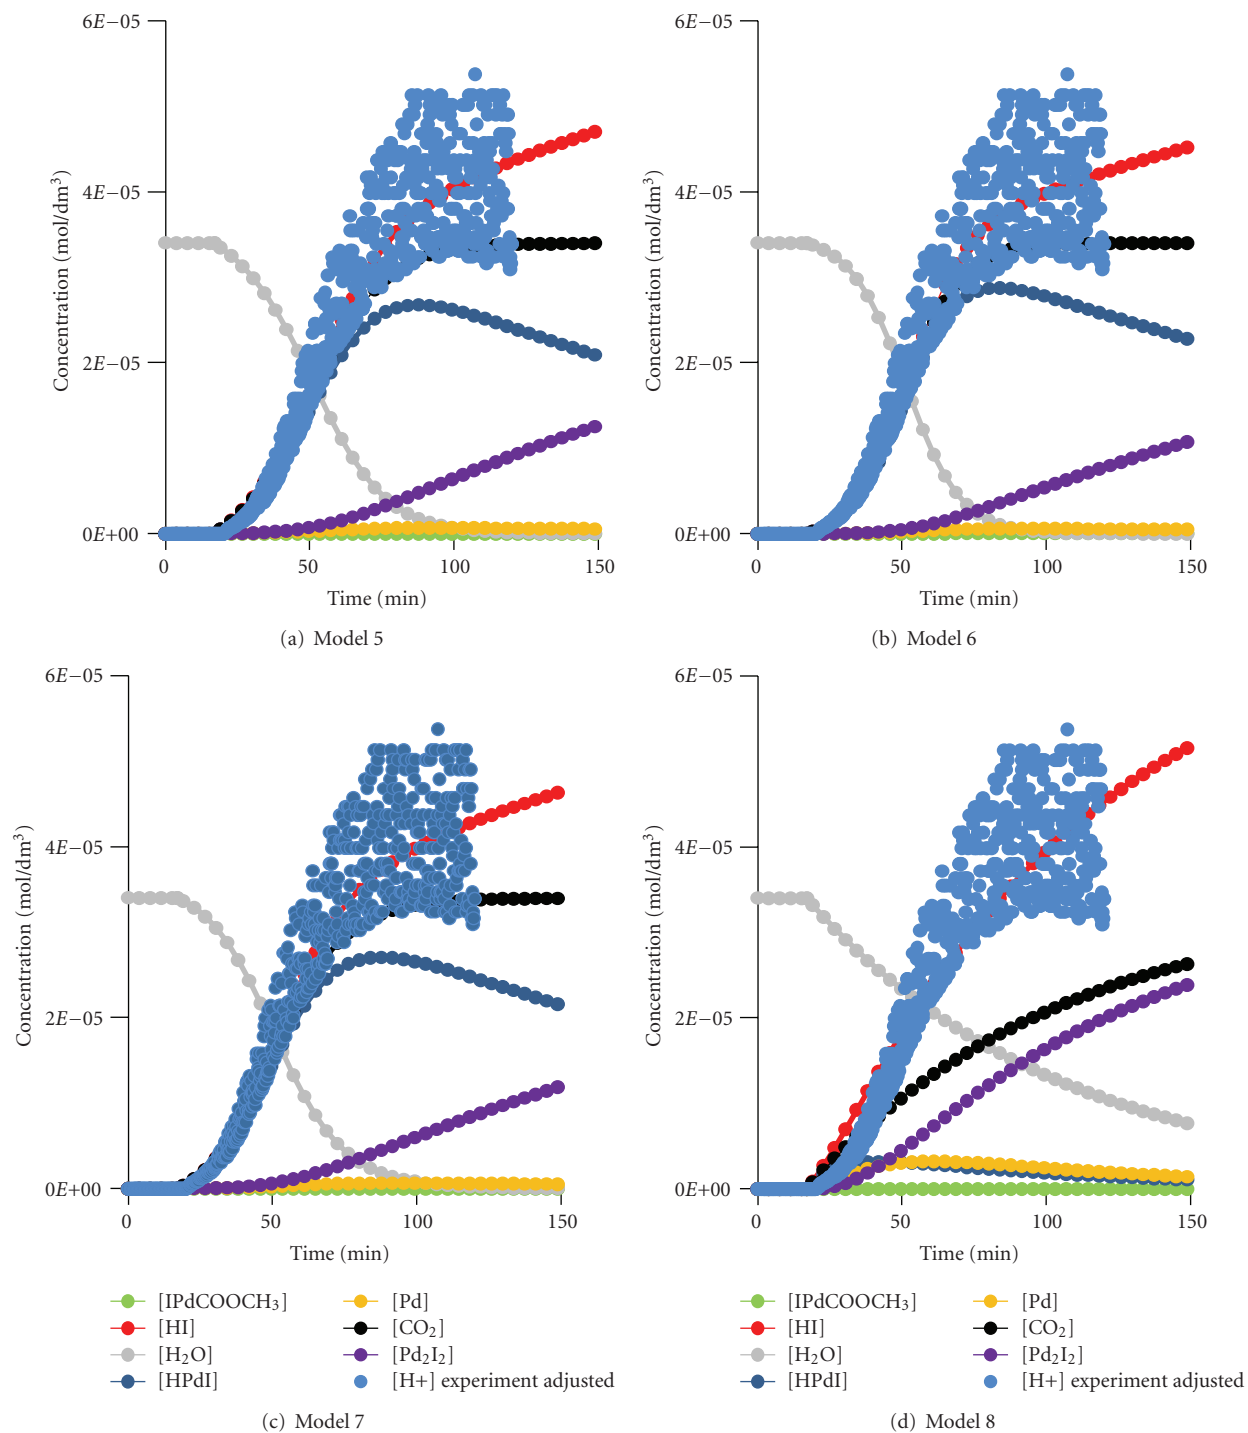 6E−05
4E−05
2E−05
0E+00
Concentration (mol/dm³)
0 50 100 150
Time (min)
(a) Model 5
6E−05
4E−05
2E−05
0E+00
Concentration (mol/dm³)
0 50 100 150
Time (min)
(b) Model 6
6E−05
4E−05
2E−05
0E+00
Concentration (mol/dm³)
0 50 100 150
Time (min)
[IPdCOOCH₃] [Pd]
[HI] [CO₂]
[H₂O] [Pd₂I₂]
[HPdI] [H+] experiment adjusted
(c) Model 7
6E−05
4E−05
2E−05
0E+00
Concentration (mol/dm³)
0 50 100 150
Time (min)
[IPdCOOCH₃] [Pd]
[HI] [CO₂]
[H₂O] [Pd₂I₂]
[HPdI] [H+] experiment adjusted
(d) Model 8